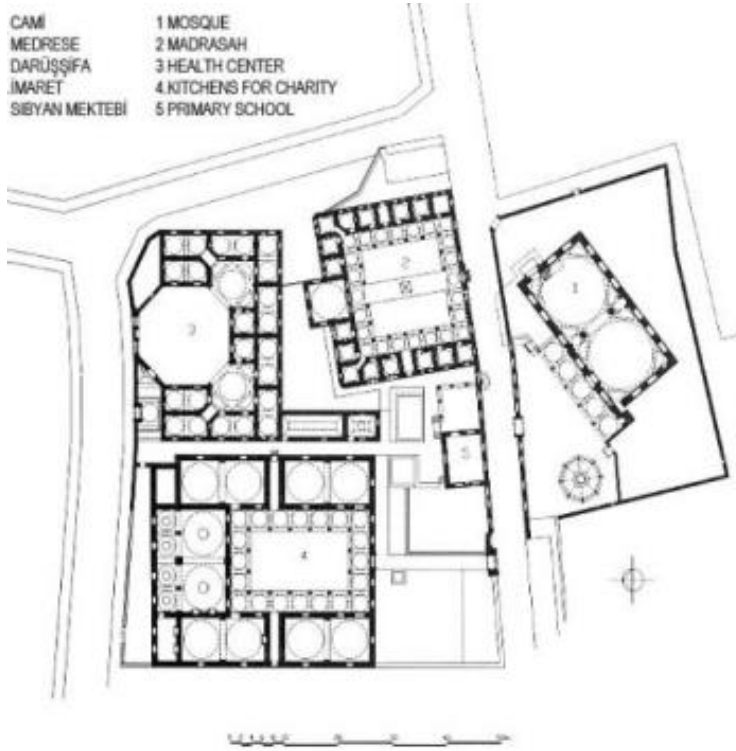 CAMİ 1 MOSQUE
MEDRESE 2 MADRASAH
DARÜŞŞİFA 3 HEALTH CENTER
İMARET 4.KITCHENS FOR CHARITY
SIBYAN MEKTEBİ 5 PRIMARY SCHOOL
2
1
3
5
4